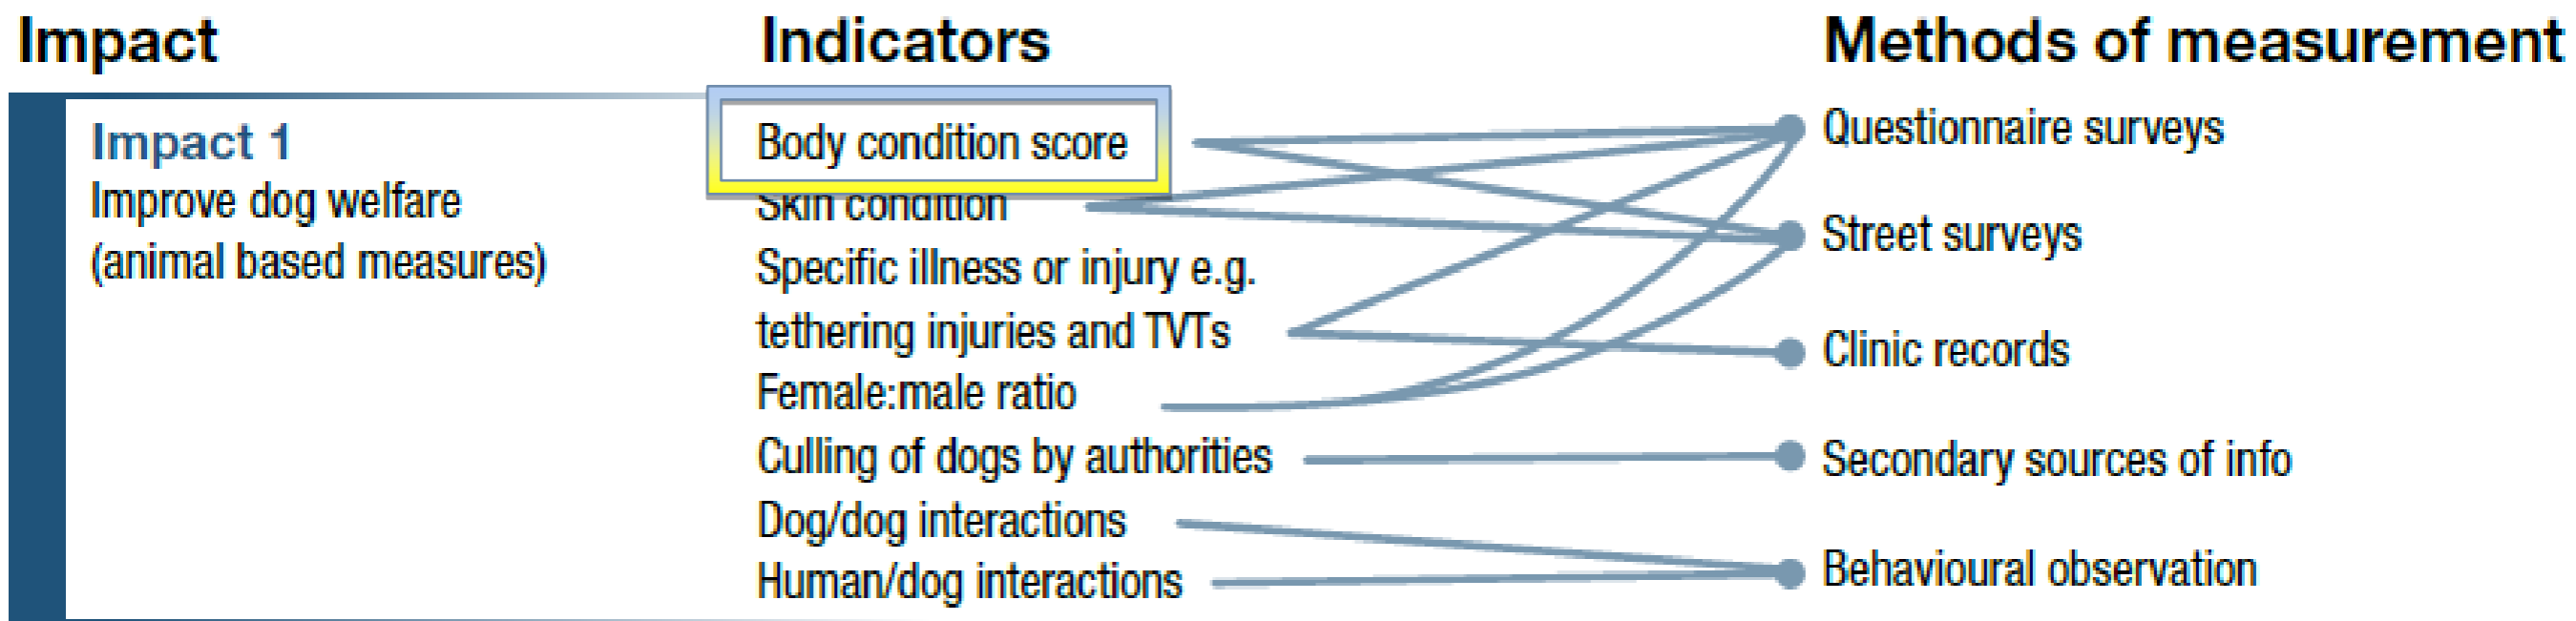 Impact
Indicators
Methods of measurement
Impact 1
Improve dog welfare
(animal based measures)
Body condition score
Skin condition
Specific illness or injury e.g.
tethering injuries and TVTs
Female:male ratio
Culling of dogs by authorities
Dog/dog interactions
Human/dog interactions
Questionnaire surveys
Street surveys
Clinic records
Secondary sources of info
Behavioural observation